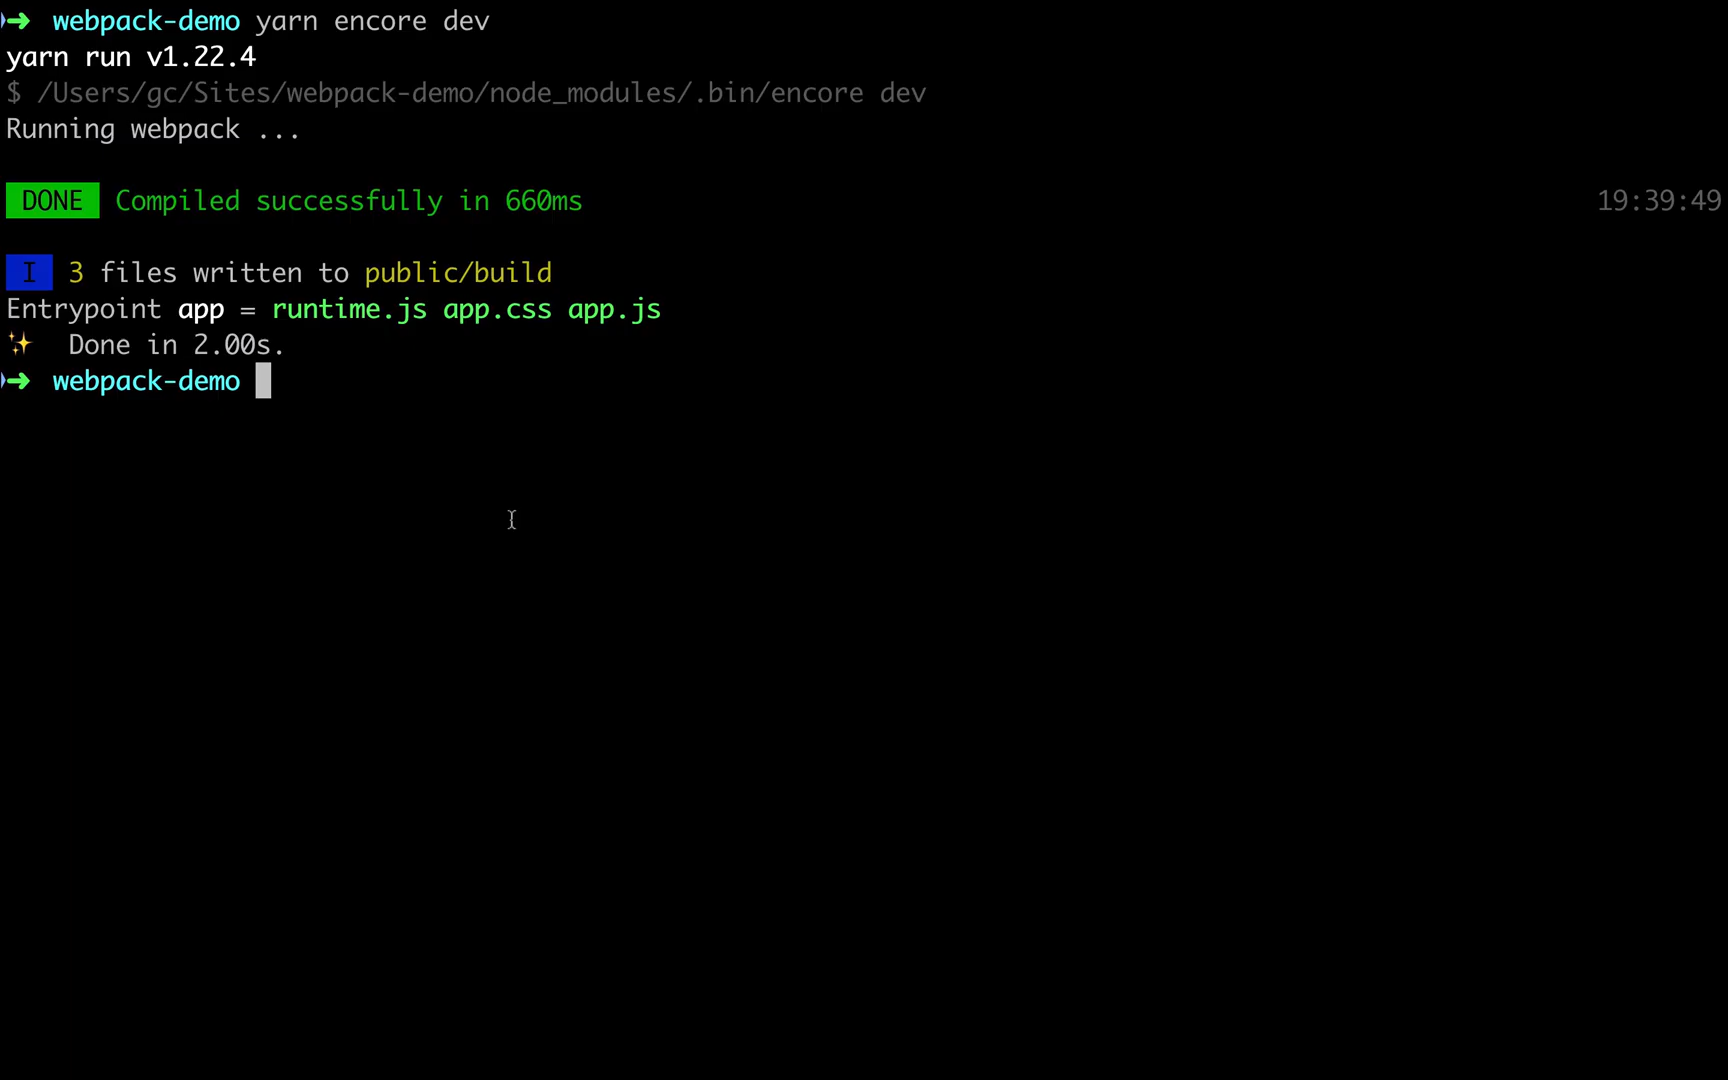 ➜ webpack-demo yarn encore dev
yarn run v1.22.4
$ /Users/gc/Sites/webpack-demo/node_modules/.bin/encore dev
Running webpack ...
DONE Compiled successfully in 660ms 19:39:49
I 3 files written to public/build
Entrypoint app = runtime.js app.css app.js
✨ Done in 2.00s.
➜ webpack-demo